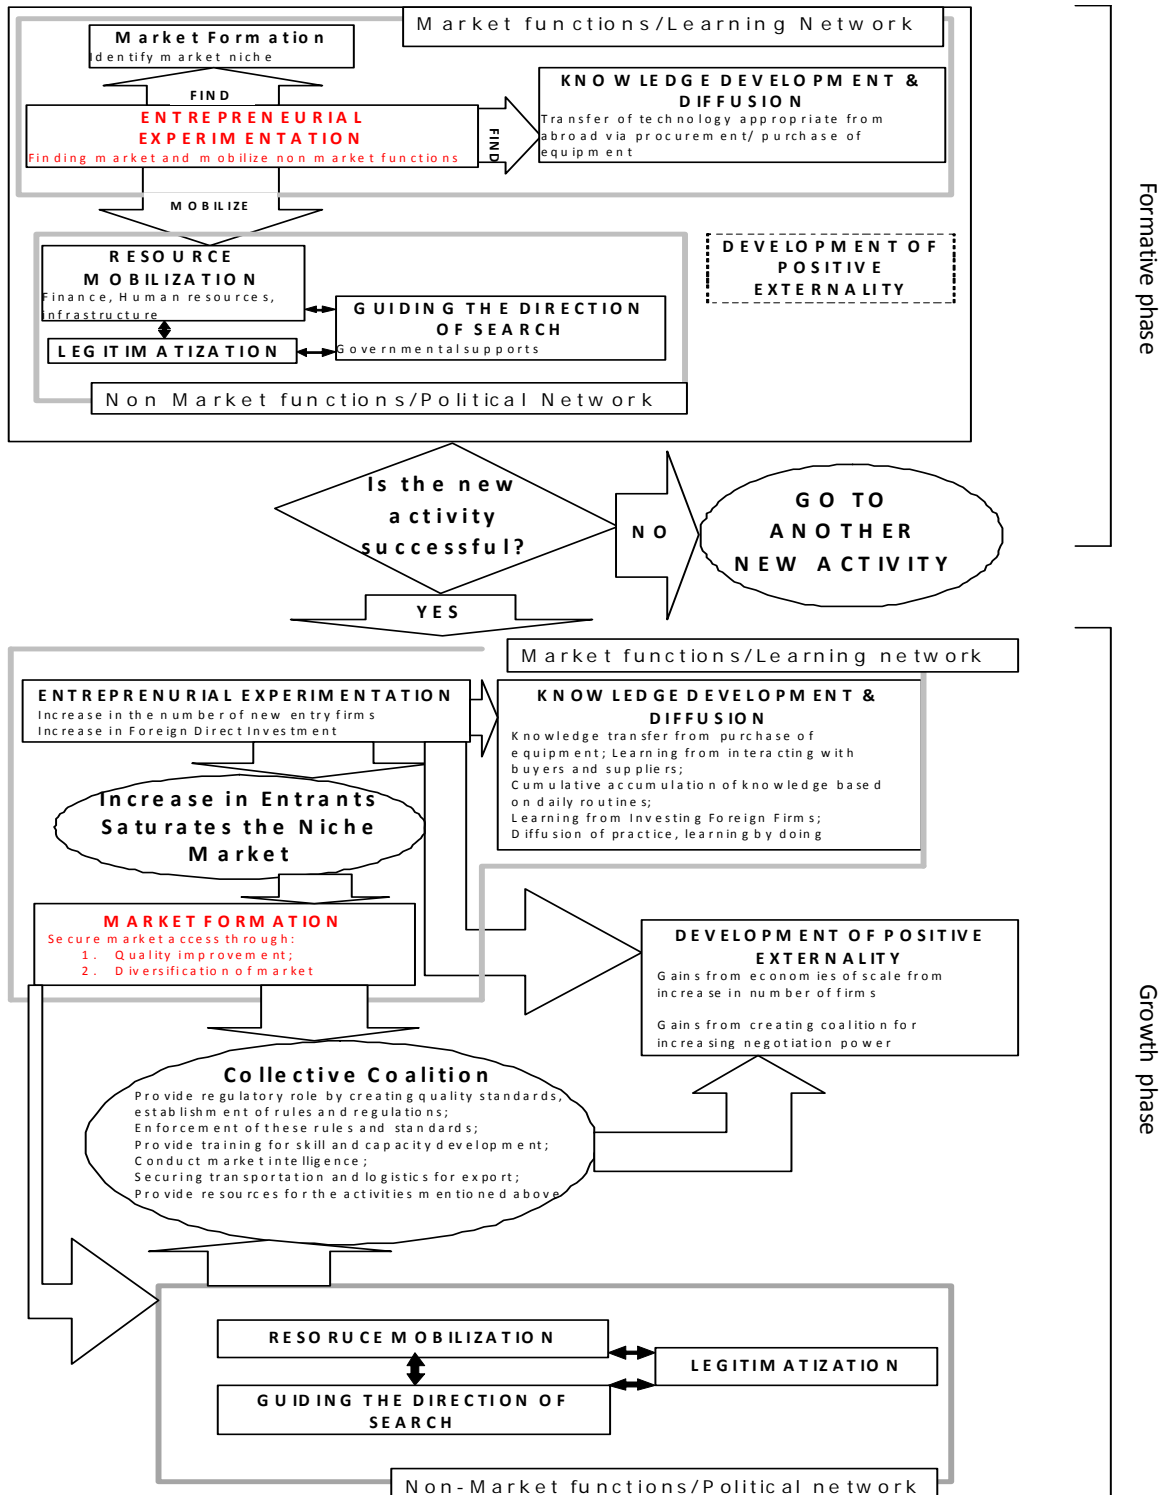 Market functions/Learning Network
Market Formation
Identify market niche
FIND
ENTREPRENEURIAL
EXPERIMENTATION
Finding market and mobilize non market functions
FIND
KNOWLEDGE DEVELOPMENT &
DIFFUSION
Transfer of technology appropriate from
abroad via procurement/ purchase of
equipment
MOBILIZE
RESOURCE
MOBILIZATION
Finance, Human resources,
infrastructure
GUIDING THE DIRECTION
OF SEARCH
Governmental supports
LEGITIMATIZATION
DEVELOPMENT OF
POSITIVE
EXTERNALITY
Non Market functions/Political Network
Formative phase
Is the new
activity
successful?
NO
GO TO
ANOTHER
NEW ACTIVITY
YES
Market functions/Learning network
ENTREPRENURIAL EXPERIMENTATION
Increase in the number of new entry firms
Increase in Foreign Direct Investment
KNOWLEDGE DEVELOPMENT &
DIFFUSION
Knowledge transfer from purchase of
equipment; Learning from interacting with
buyers and suppliers;
Cumulative accumulation of knowledge based
on daily routines;
Learning from Investing Foreign Firms;
Diffusion of practice, learning by doing
Increase in Entrants
Saturates the Niche
Market
MARKET FORMATION
Secure market access through:
1. Quality improvement;
2. Diversification of market
DEVELOPMENT OF POSITIVE
EXTERNALITY
Gains from economies of scale from
increase in number of firms
Gains from creating coalition for
increasing negotiation power
Collective Coalition
Provide regulatory role by creating quality standards,
establishment of rules and regulations;
Enforcement of these rules and standards;
Provide training for skill and capacity development;
Conduct market intelligence;
Securing transportation and logistics for export;
Provide resources for the activities mentioned above
Growth phase
RESORUCE MOBILIZATION
LEGITIMATIZATION
GUIDING THE DIRECTION OF
SEARCH
Non-Market functions/Political network